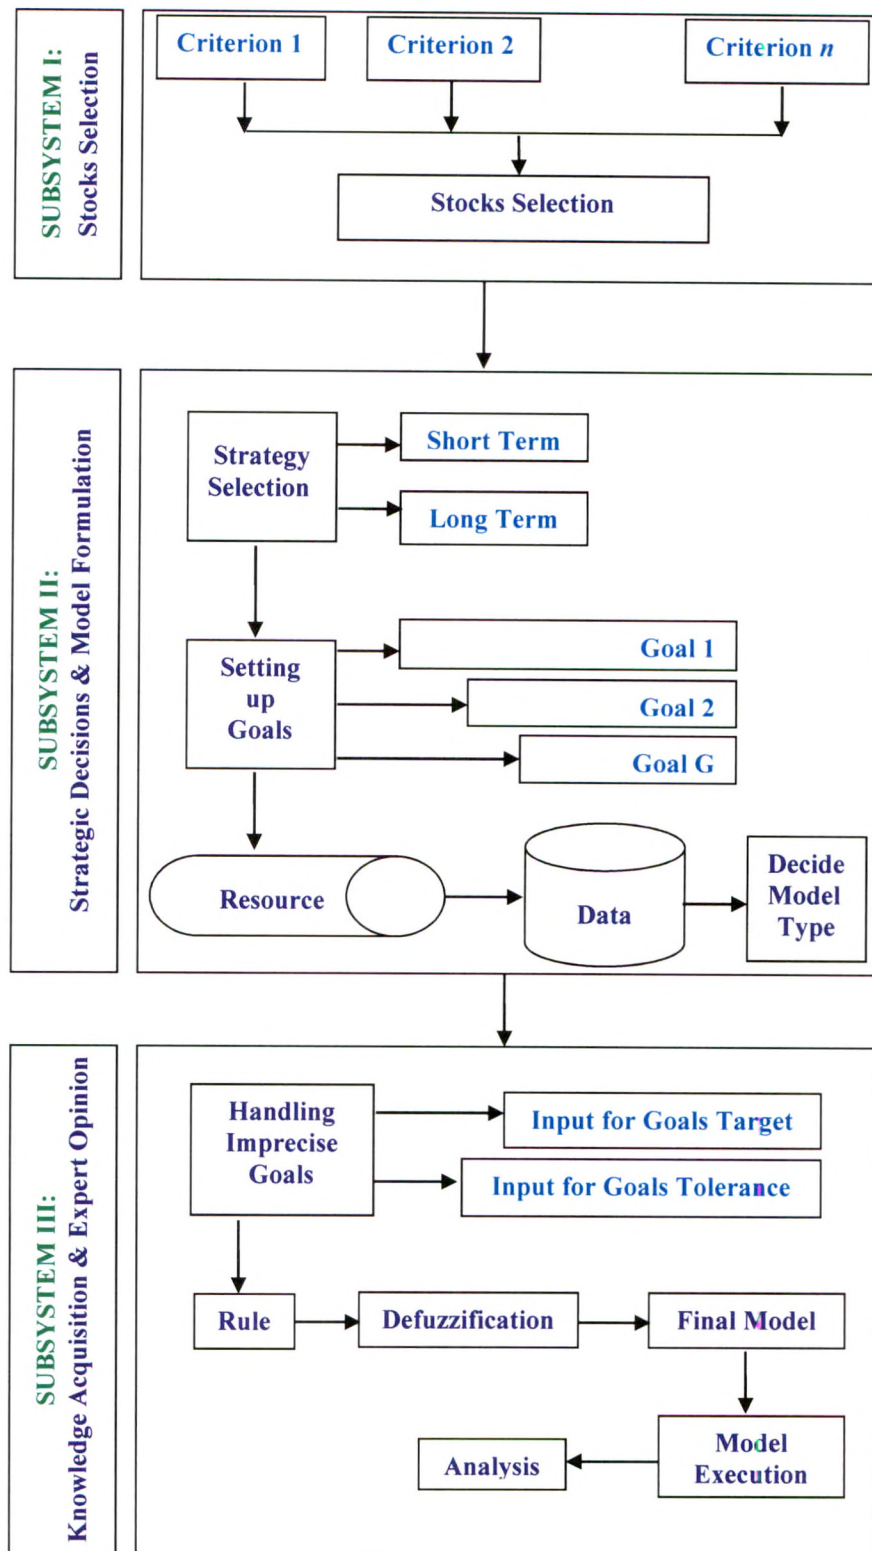 SUBSYSTEM I:
Stocks Selection
Criterion 1
Criterion 2
Criterion n
Stocks Selection
SUBSYSTEM II:
Strategic Decisions & Model Formulation
Strategy
Selection
Short Term
Long Term
Setting
up
Goals
Goal 1
Goal 2
Goal G
Resource
Data
Decide
Model
Type
SUBSYSTEM III:
Knowledge Acquisition & Expert Opinion
Handling
Imprecise
Goals
Input for Goals Target
Input for Goals Tolerance
Rule
Defuzzification
Final Model
Model
Execution
Analysis